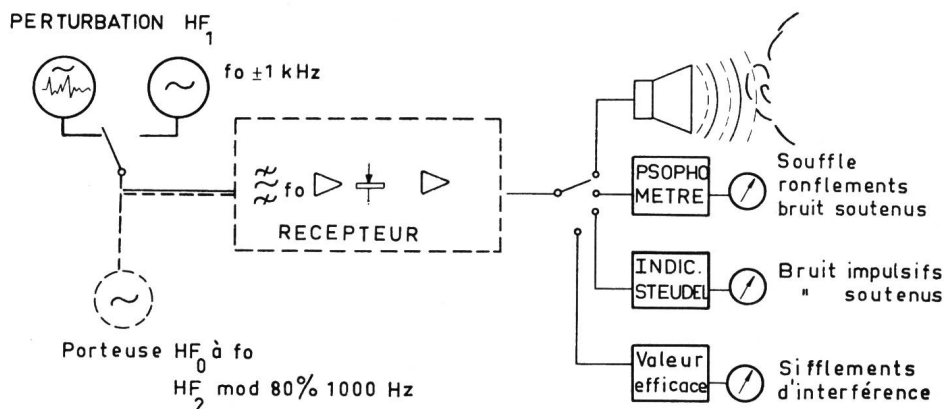 PERTURBATION HF1
fo ±1 kHz
fo
RECEPTEUR
Porteuse HF0 à fo
HF2 mod 80% 1000 Hz
PSOPHO
METRE
Souffle
ronflements
bruit soutenus
INDIC.
STEUDEL
Bruit impulsifs
" soutenus
Valeur
efficace
Sifflements
d'interférence